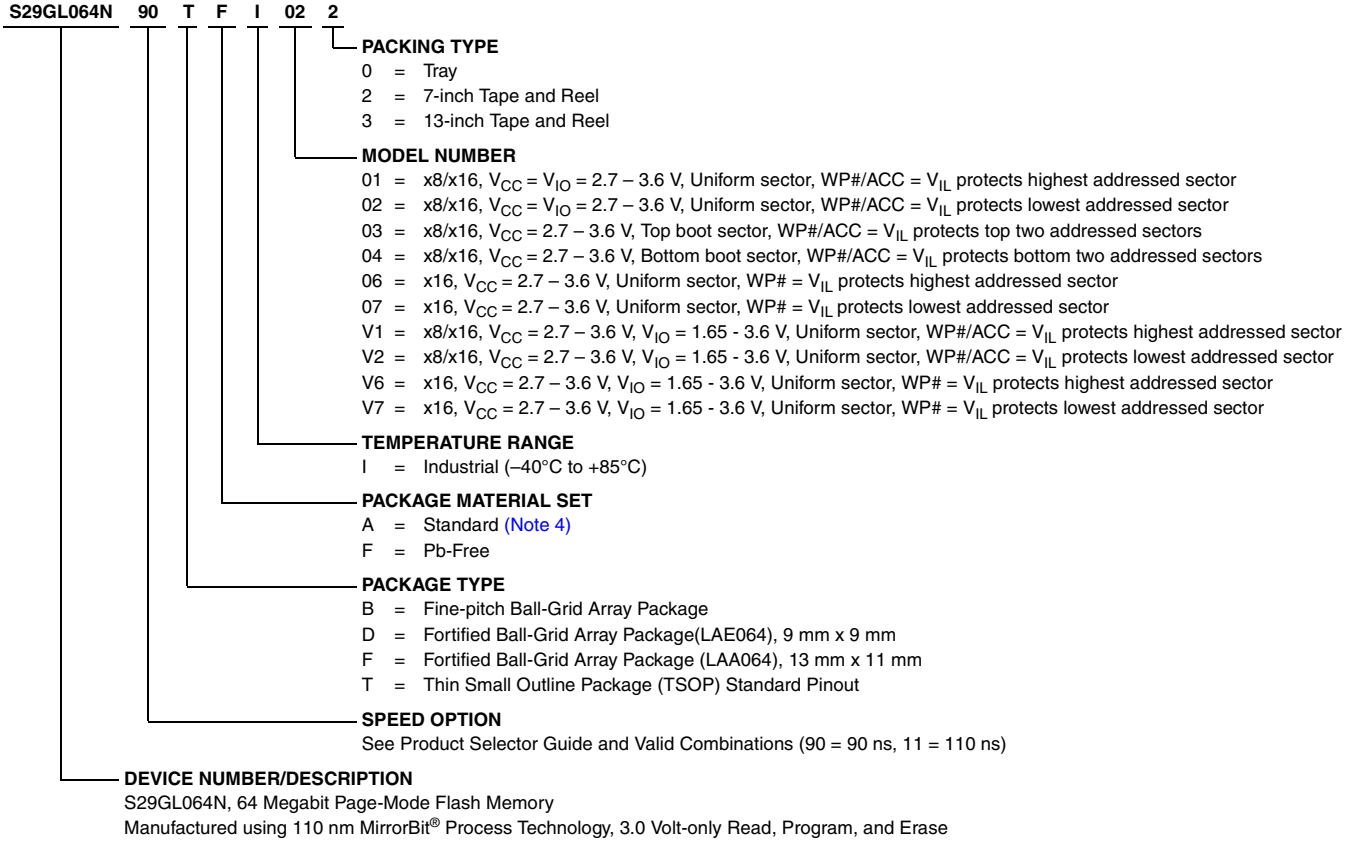 S29GL064N 90 T F I 02 2
PACKING TYPE
0 = Tray
2 = 7-inch Tape and Reel
3 = 13-inch Tape and Reel
MODEL NUMBER
01 = x8/x16, VCC = VIO = 2.7 – 3.6 V, Uniform sector, WP#/ACC = VIL protects highest addressed sector
02 = x8/x16, VCC = VIO = 2.7 – 3.6 V, Uniform sector, WP#/ACC = VIL protects lowest addressed sector
03 = x8/x16, VCC = 2.7 – 3.6 V, Top boot sector, WP#/ACC = VIL protects top two addressed sectors
04 = x8/x16, VCC = 2.7 – 3.6 V, Bottom boot sector, WP#/ACC = VIL protects bottom two addressed sectors
06 = x16, VCC = 2.7 – 3.6 V, Uniform sector, WP# = VIL protects highest addressed sector
07 = x16, VCC = 2.7 – 3.6 V, Uniform sector, WP# = VIL protects lowest addressed sector
V1 = x8/x16, VCC = 2.7 – 3.6 V, VIO = 1.65 - 3.6 V, Uniform sector, WP#/ACC = VIL protects highest addressed sector
V2 = x8/x16, VCC = 2.7 – 3.6 V, VIO = 1.65 - 3.6 V, Uniform sector, WP#/ACC = VIL protects lowest addressed sector
V6 = x16, VCC = 2.7 – 3.6 V, VIO = 1.65 - 3.6 V, Uniform sector, WP# = VIL protects highest addressed sector
V7 = x16, VCC = 2.7 – 3.6 V, VIO = 1.65 - 3.6 V, Uniform sector, WP# = VIL protects lowest addressed sector
TEMPERATURE RANGE
I = Industrial (–40°C to +85°C)
PACKAGE MATERIAL SET
A = Standard (Note 4)
F = Pb-Free
PACKAGE TYPE
B = Fine-pitch Ball-Grid Array Package
D = Fortified Ball-Grid Array Package(LAE064), 9 mm x 9 mm
F = Fortified Ball-Grid Array Package (LAA064), 13 mm x 11 mm
T = Thin Small Outline Package (TSOP) Standard Pinout
SPEED OPTION
See Product Selector Guide and Valid Combinations (90 = 90 ns, 11 = 110 ns)
DEVICE NUMBER/DESCRIPTION
S29GL064N, 64 Megabit Page-Mode Flash Memory
Manufactured using 110 nm MirrorBit® Process Technology, 3.0 Volt-only Read, Program, and Erase